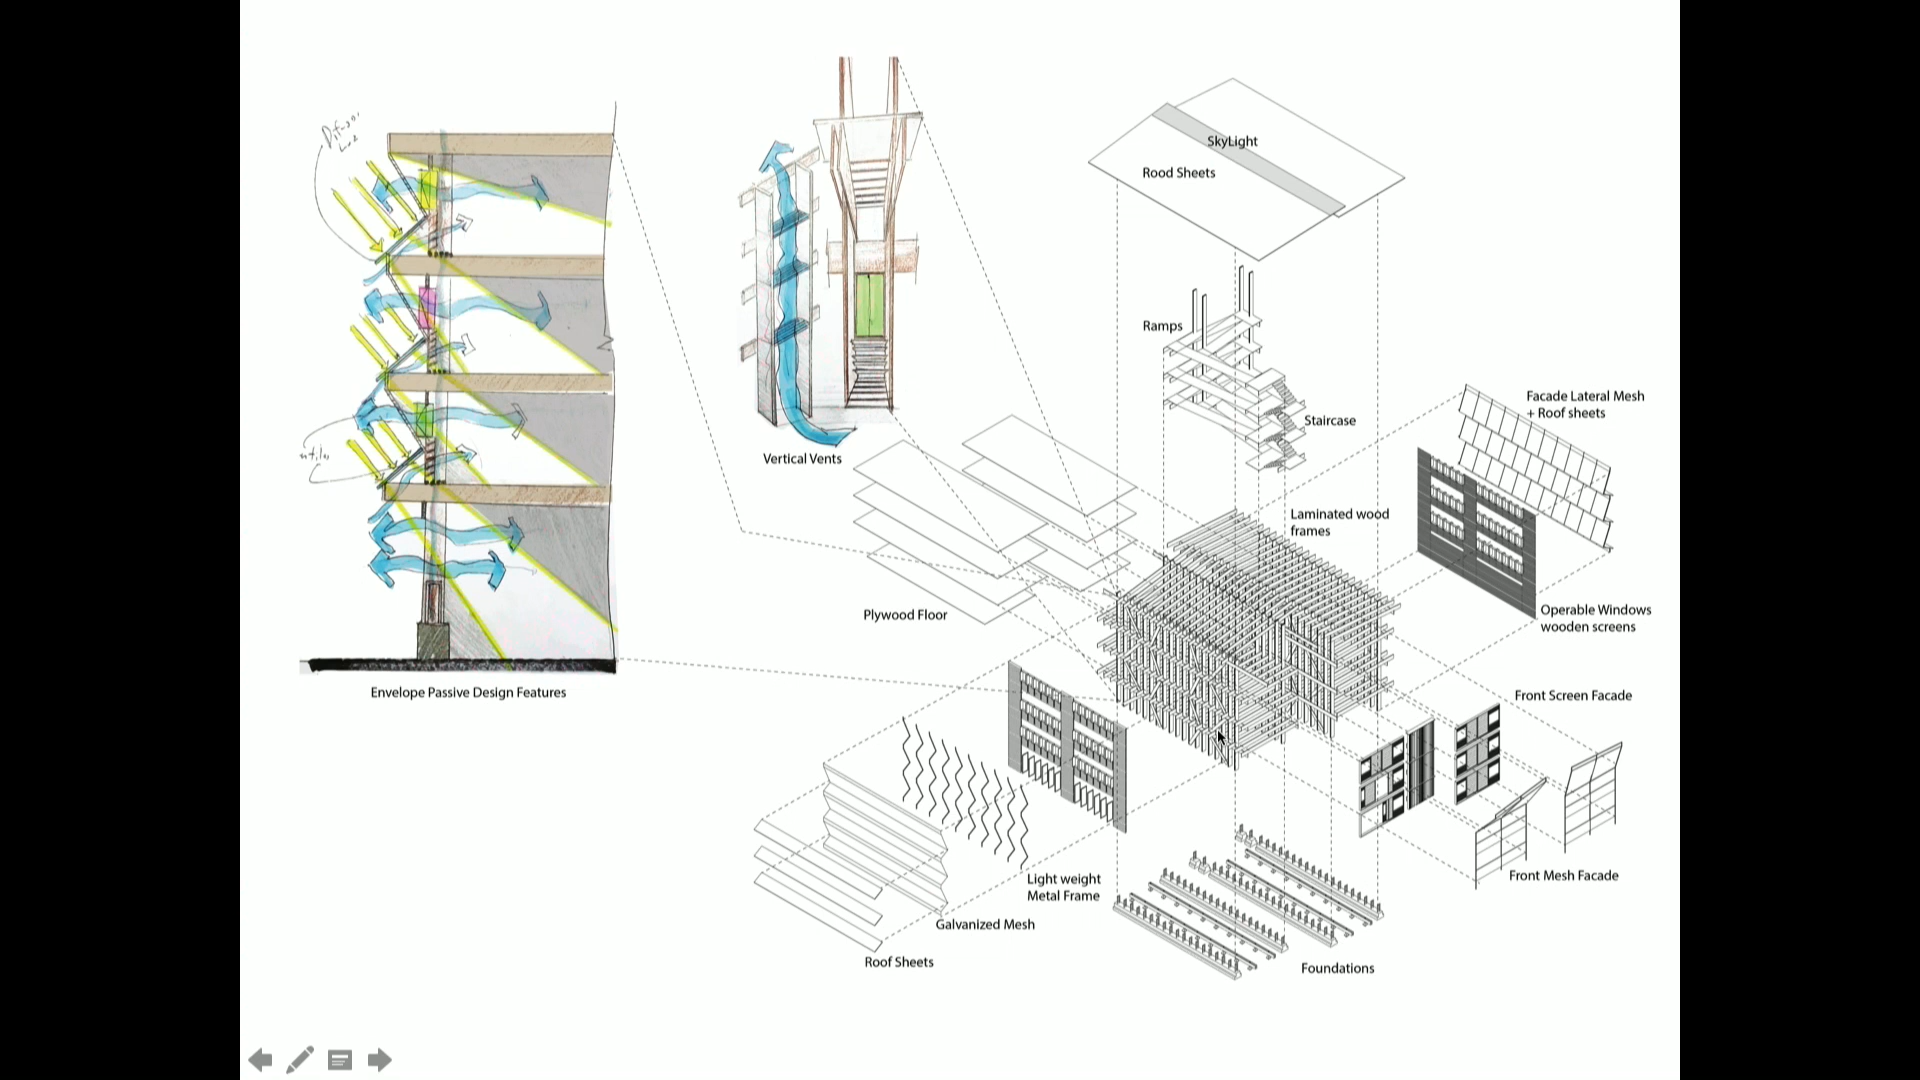 SkyLight
Rood Sheets
Ramps
Staircase
Facade Lateral Mesh
+ Roof sheets
Vertical Vents
Laminated wood
frames
Plywood Floor
Operable Windows
wooden screens
Envelope Passive Design Features
Front Screen Facade
Light weight
Metal Frame
Front Mesh Facade
Galvanized Mesh
Roof Sheets
Foundations